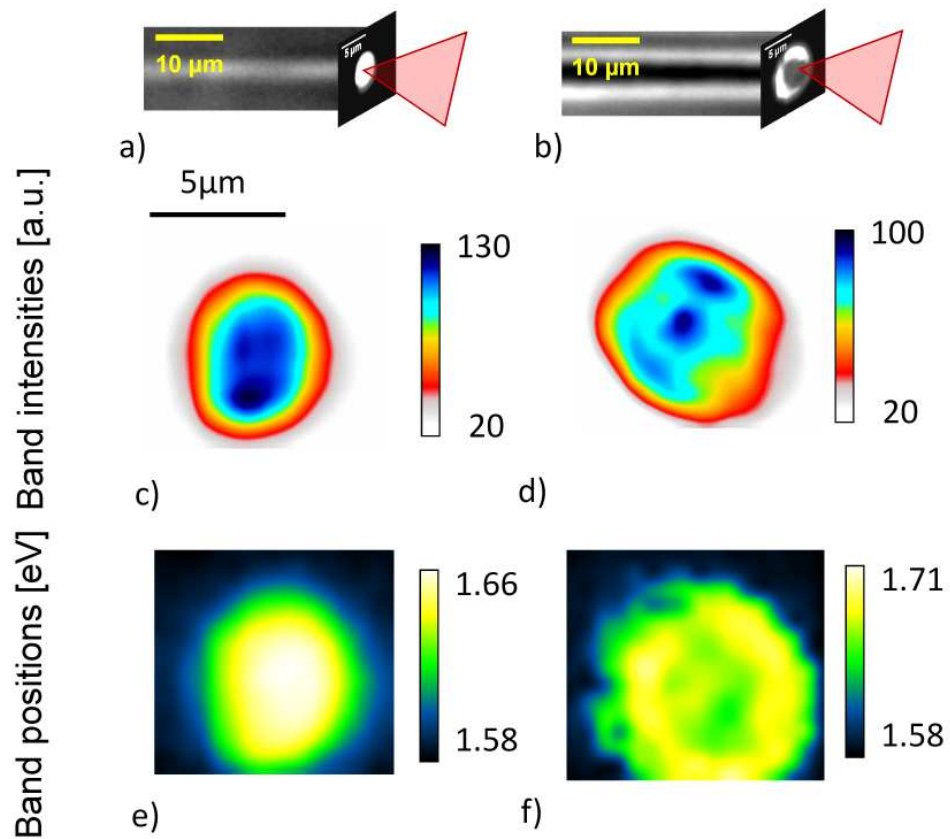 10 µm
5 µm
a)
10 µm
5 µm
b)
Band intensities [a.u.]
5µm
130
20
c)
100
20
d)
Band positions [eV]
1.66
1.58
e)
1.71
1.58
f)